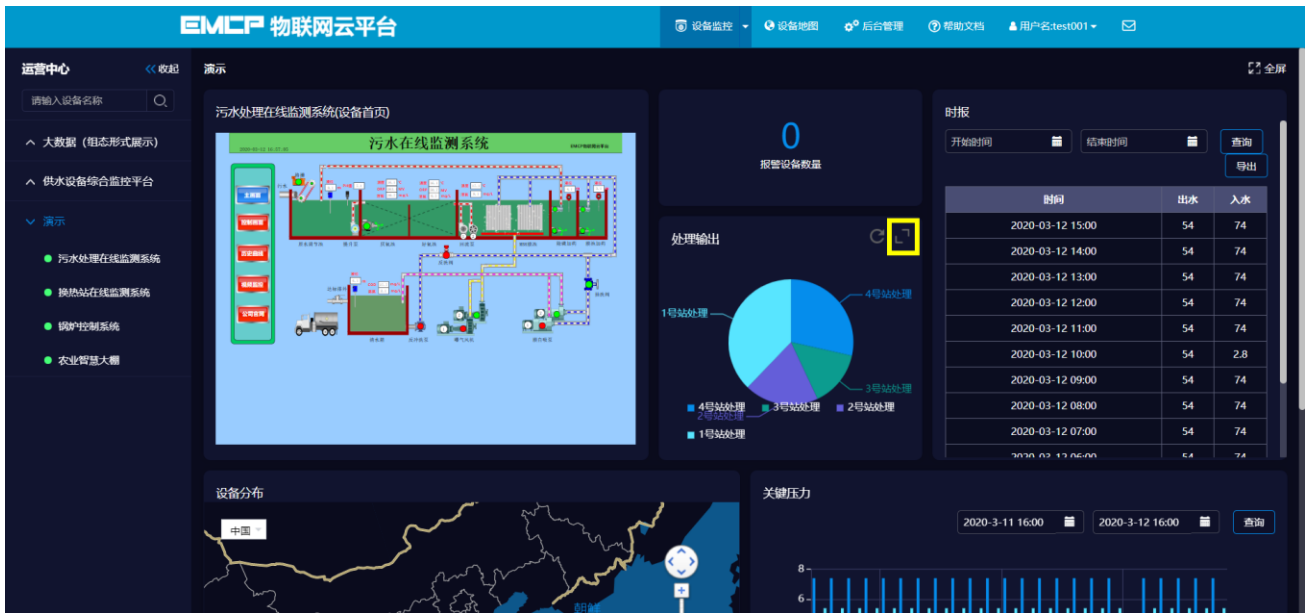 EMCP 物联网云平台
设备监控
设备地图
后台管理
帮助文档
用户名:test001
运营中心
收起
请输入设备名称
大数据（组态形式展示）
供水设备综合监控平台
演示
污水处理在线监测系统
换热站在线监测系统
锅炉控制系统
农业智慧大棚
演示
全屏
污水处理在线监测系统(设备首页)
污水在线监测系统
0
报警设备数量
处理输出
4号站处理
1号站处理
3号站处理
2号站处理
4号站处理 3号站处理 2号站处理
1号站处理
时报
开始时间 结束时间 查询
导出
时间 出水 入水
2020-03-12 15:00 54 74
2020-03-12 14:00 54 74
2020-03-12 13:00 54 74
2020-03-12 12:00 54 74
2020-03-12 11:00 54 74
2020-03-12 10:00 54 2.8
2020-03-12 09:00 54 74
2020-03-12 08:00 54 74
2020-03-12 07:00 54 74
2020-03-12 06:00 54 74
设备分布
中国
朝鲜
关键压力
2020-3-11 16:00 2020-3-12 16:00 查询
8
6